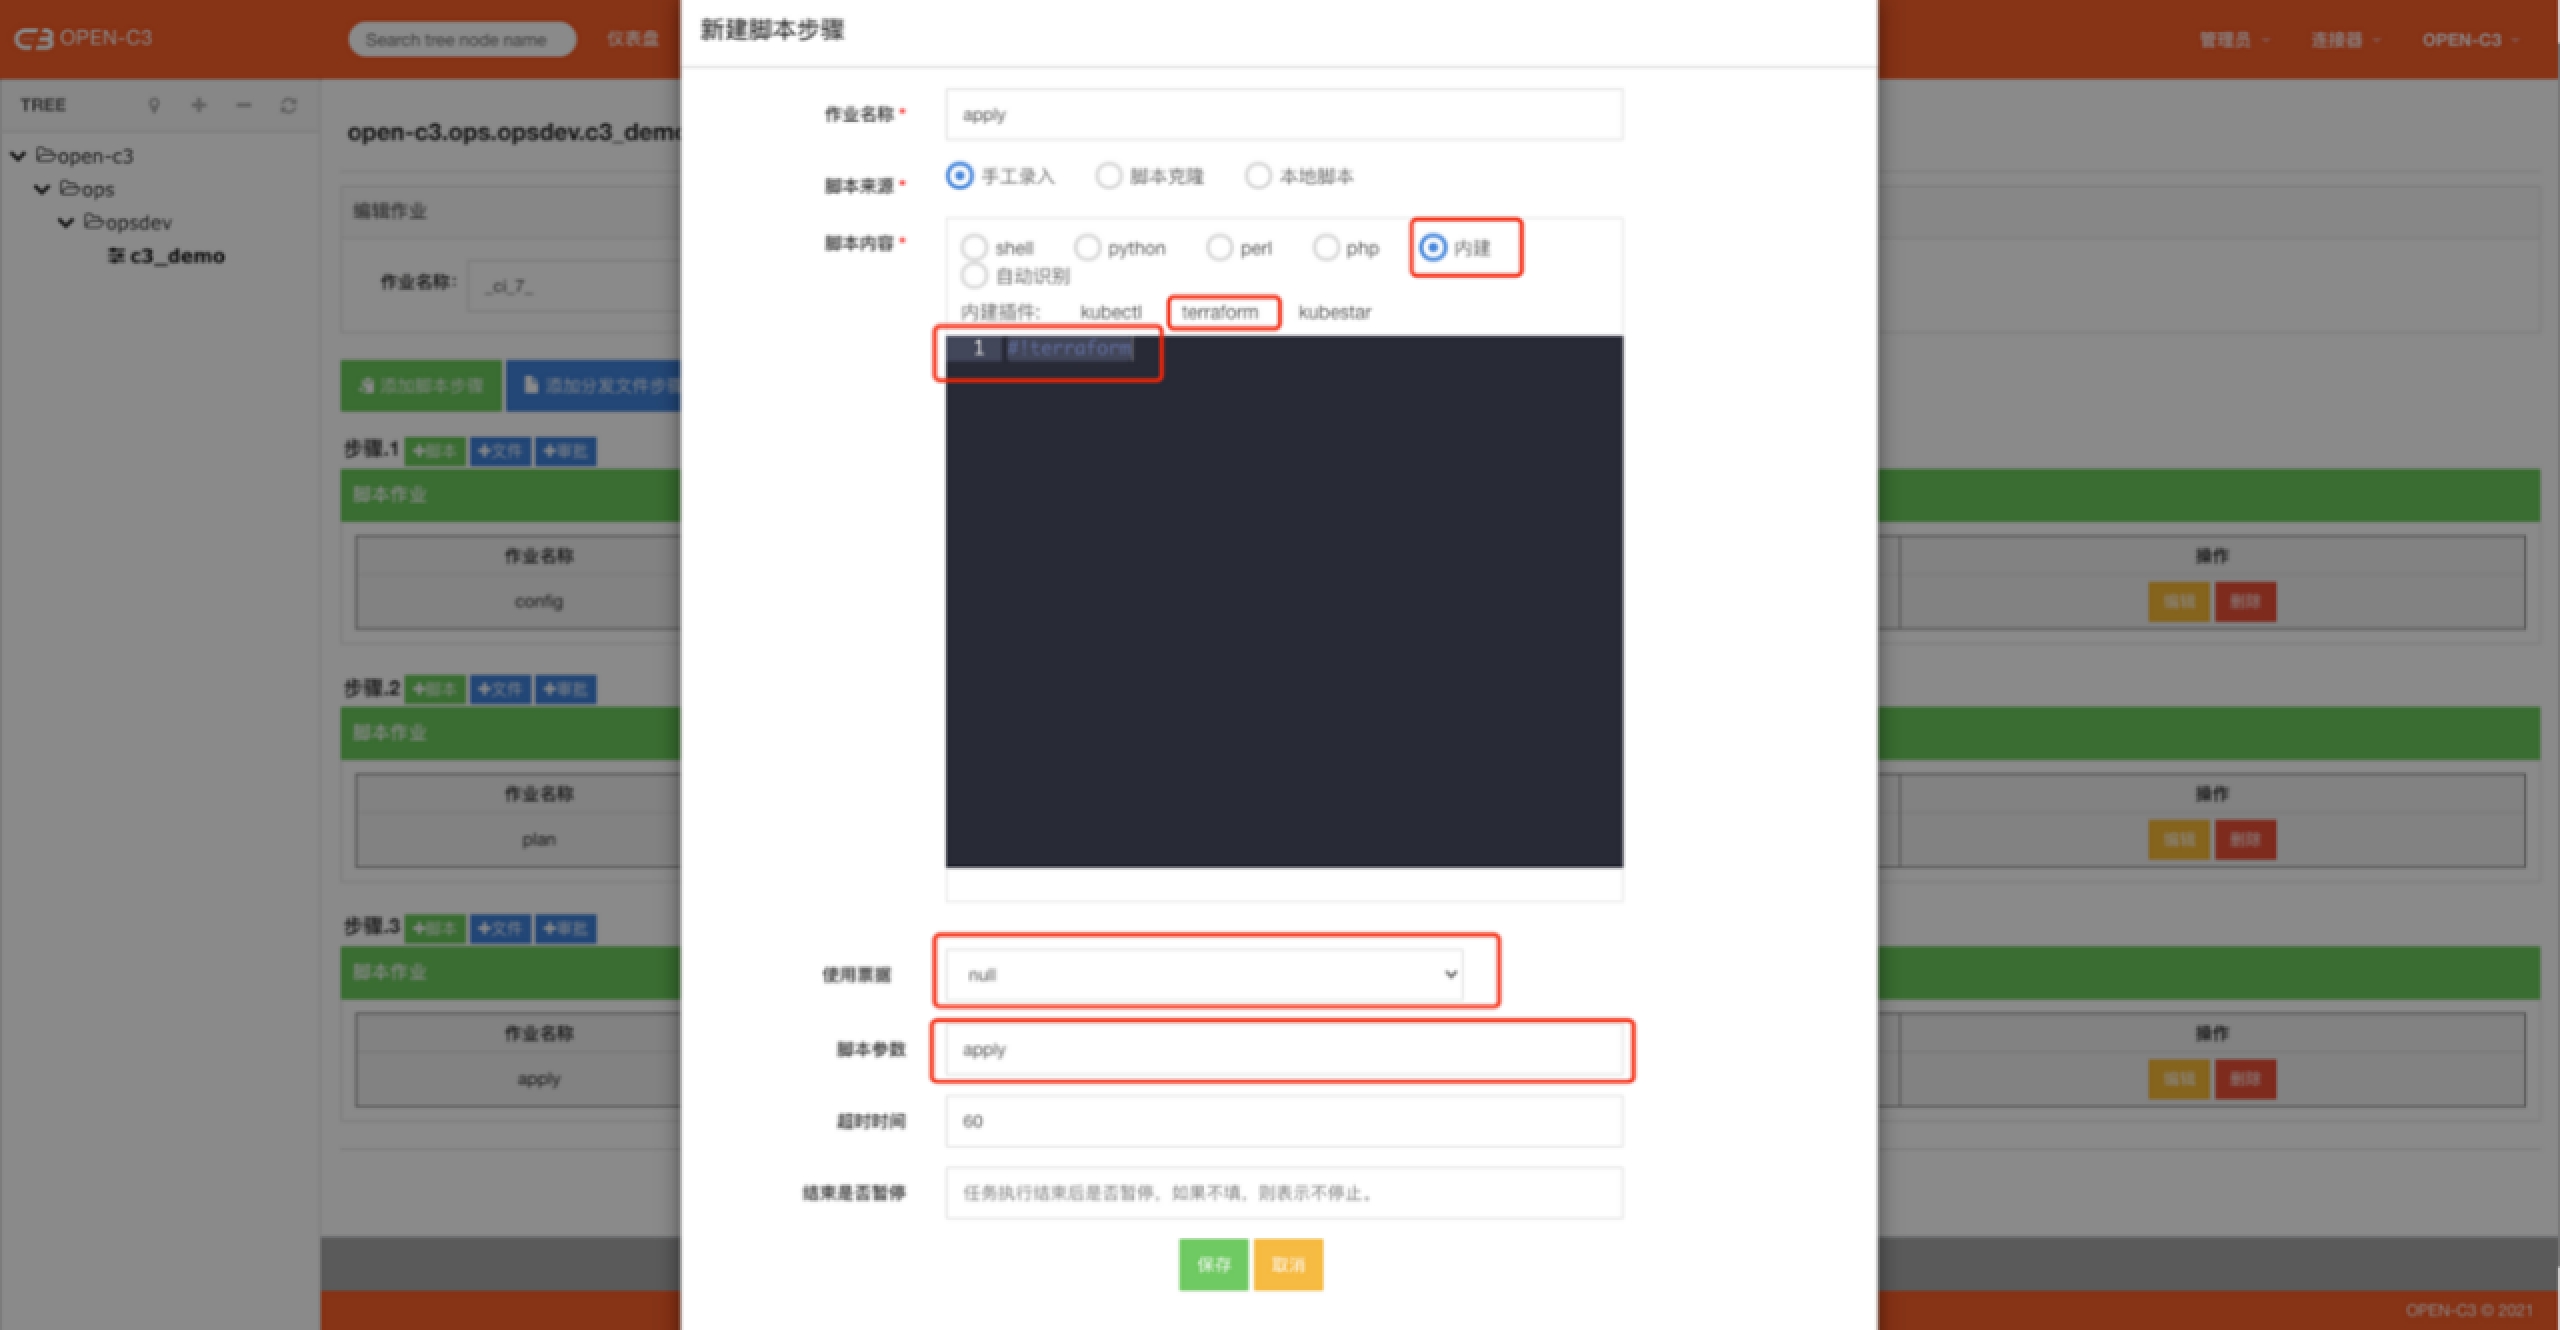 OPEN-C3
Search tree node name
仪表盘
管理员
连接器
OPEN-C3
TREE
open-c3
ops
opsdev
c3_demo
open-c3.ops.opsdev.c3_demo
编辑作业
作业名称:
_ci_7_
添加脚本步骤
添加分发文件步骤
步骤.1
脚本
文件
审批
脚本作业
作业名称
操作
config
编辑
删除
步骤.2
脚本
文件
审批
脚本作业
作业名称
操作
plan
编辑
删除
步骤.3
脚本
文件
审批
脚本作业
作业名称
操作
apply
编辑
删除
新建脚本步骤
作业名称*
apply
脚本来源*
手工录入
脚本克隆
本地脚本
脚本内容*
shell
python
perl
php
内建
自动识别
内建插件:
kubectl
terraform
kubestar
1
#!terraform
使用票据
null
脚本参数
apply
超时时间
60
结束是否暂停
任务执行结束后是否暂停，如果不填，则表示不停止。
保存
取消
OPEN-C3 © 2021